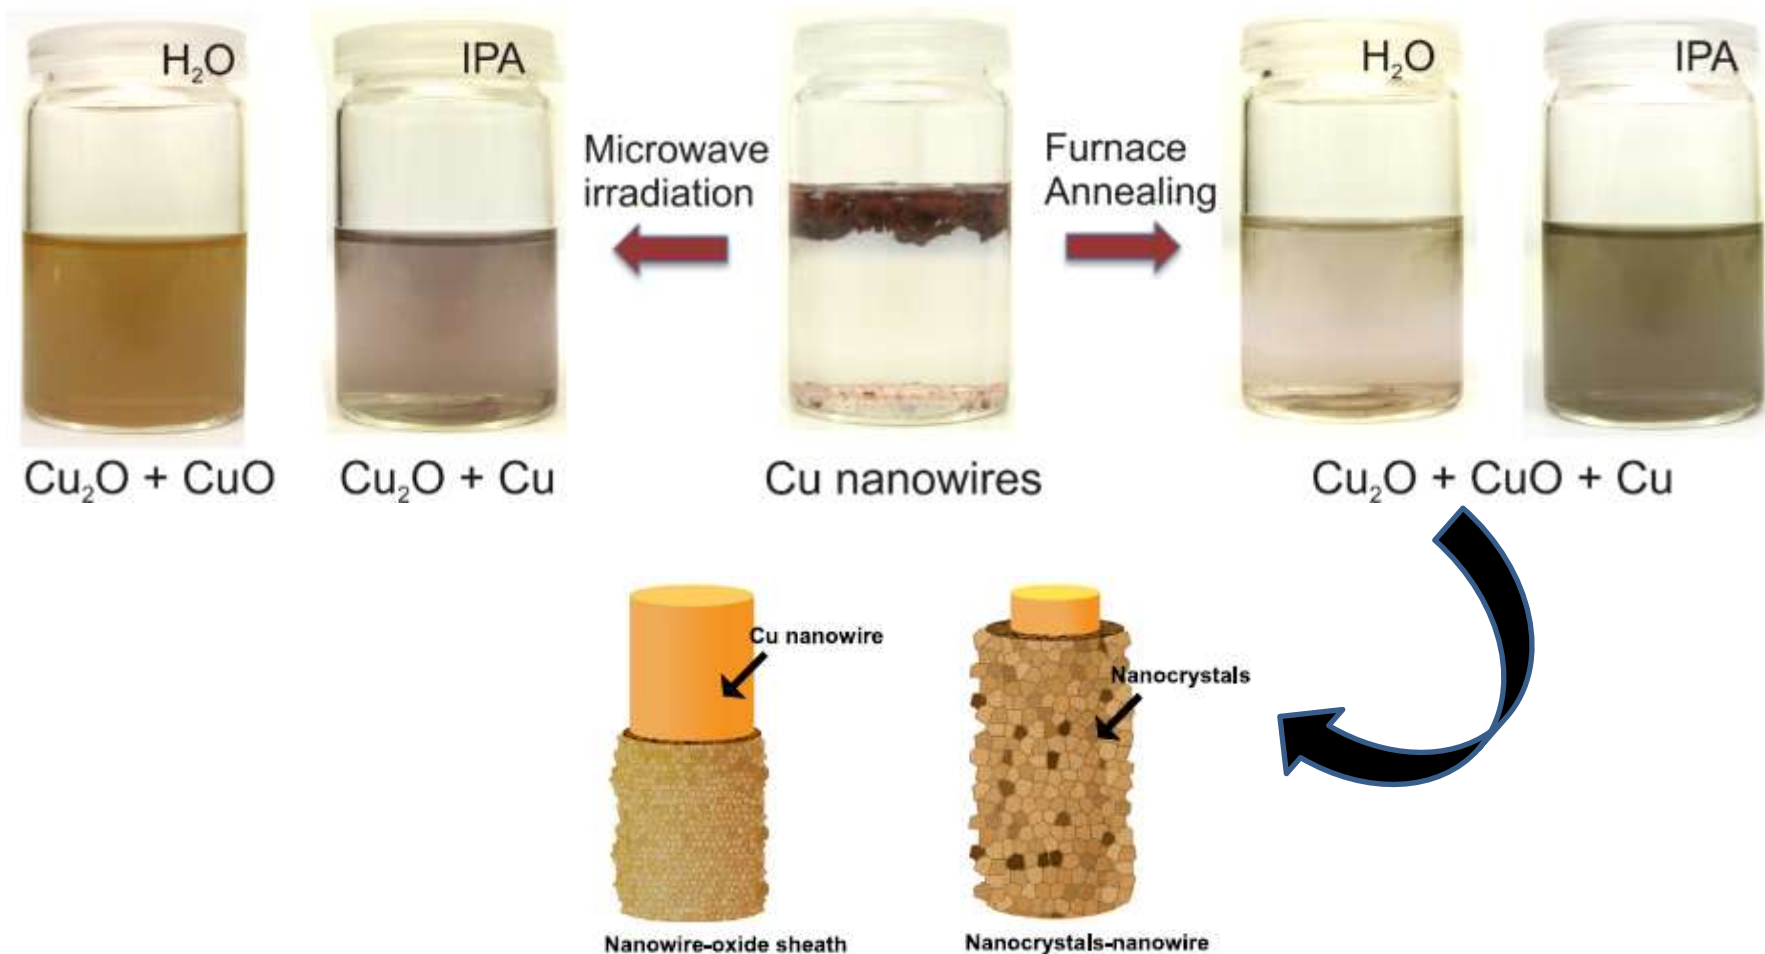 H₂O
IPA
Microwave
irradiation
Furnace
Annealing
H₂O
IPA
Cu₂O + CuO
Cu₂O + Cu
Cu nanowires
Cu₂O + CuO + Cu
Cu nanowire
Nanocrystals
Nanowire-oxide sheath
Nanocrystals-nanowire